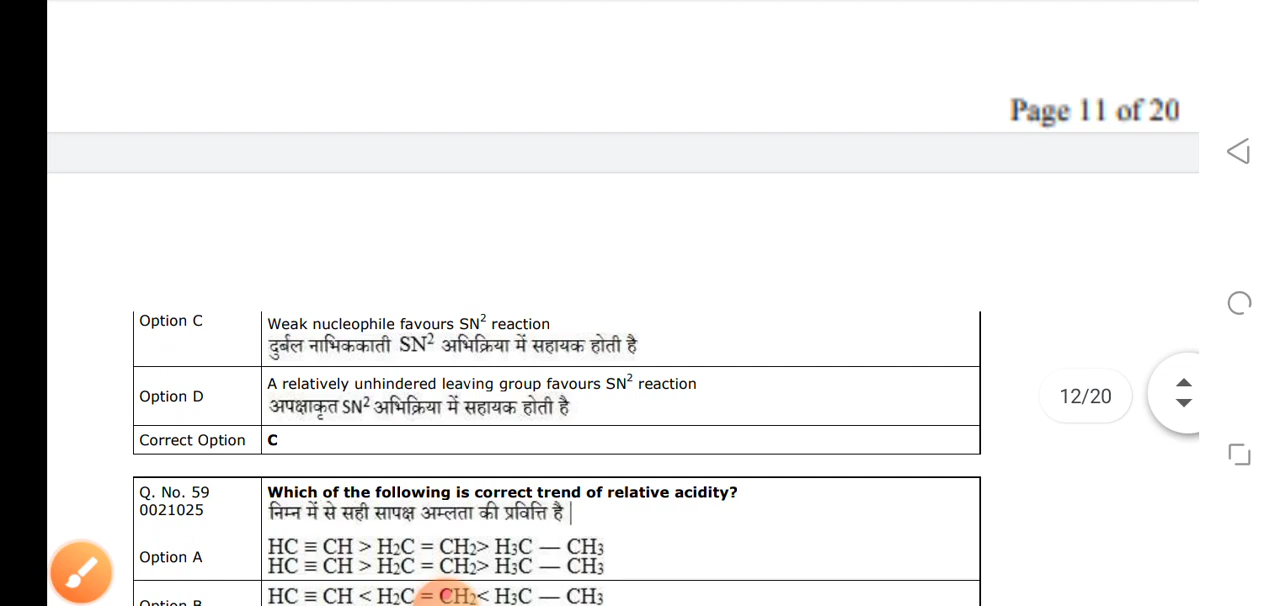 Page 11 of 20
Option C
Weak nucleophile favours SN² reaction
दुर्बल नाभिककाती SN² अभिक्रिया में सहायक होती है
12/20
Option D
A relatively unhindered leaving group favours SN² reaction
अपक्षाकृत SN² अभिक्रिया में सहायक होती है
Correct Option
C
Q. No. 59
0021025
Which of the following is correct trend of relative acidity?
निम्न में से सही सापक्ष अम्लता की प्रवित्ति है |
Option A
HC ≡ CH > H₂C = CH₂> H₃C — CH₃
HC ≡ CH > H₂C = CH₂> H₃C — CH₃
Option B
HC ≡ CH < H₂C = CH₂< H₃C — CH₃